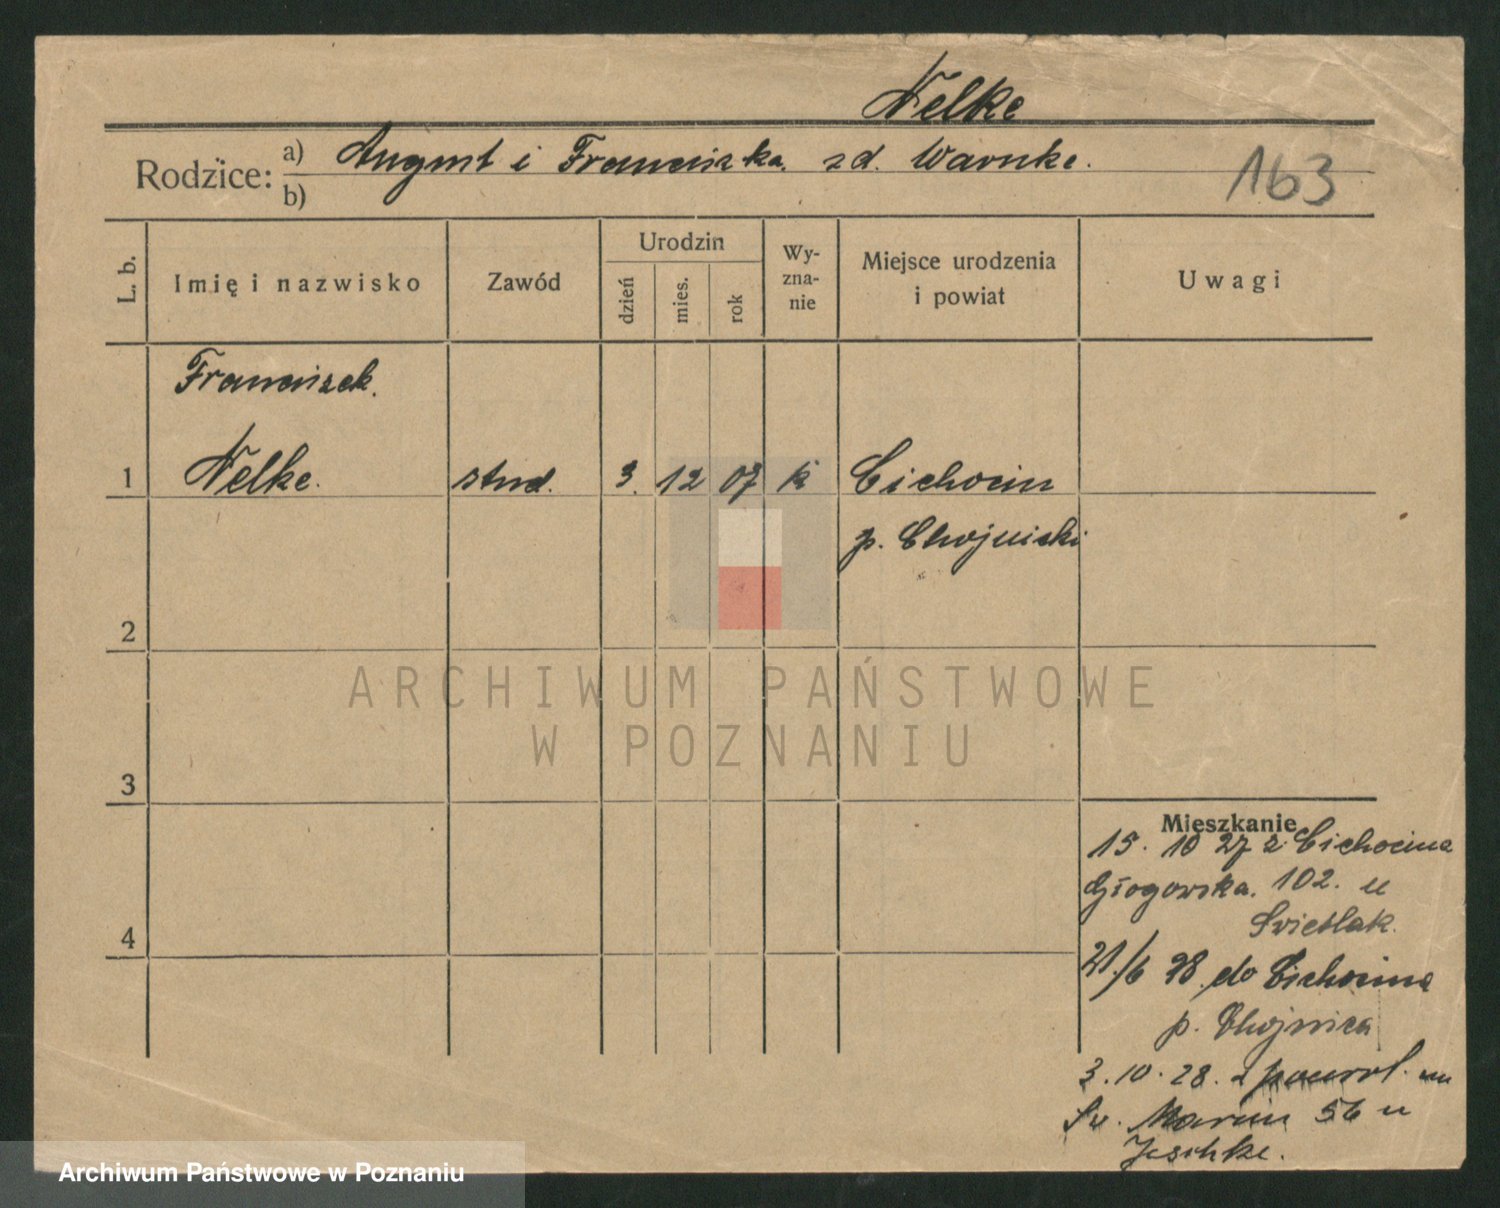 Nelke
Rodzice: a) August i Franciszka. zd. Warnke.
b)
163
L. b. Imię i nazwisko Zawód Urodzin dzień mies. rok Wy-zna-nie Miejsce urodzenia i powiat Uwagi
Franciszek.
1 Nelke. stud. 3. 12 07 k Cichocin
p. Chojnicki
2
3
4
Mieszkanie
15. 10 27 z Cichocina
Głogowska. 102. u
Swietlak.
21./6 28. do Cichocina
p. Chojnica
3. 10. 28. z powrot. na
Św. Marcin 56 u
Jeschke.
ARCHIWUM PAŃSTWOWE
W POZNANIU
Archiwum Państwowe w Poznaniu